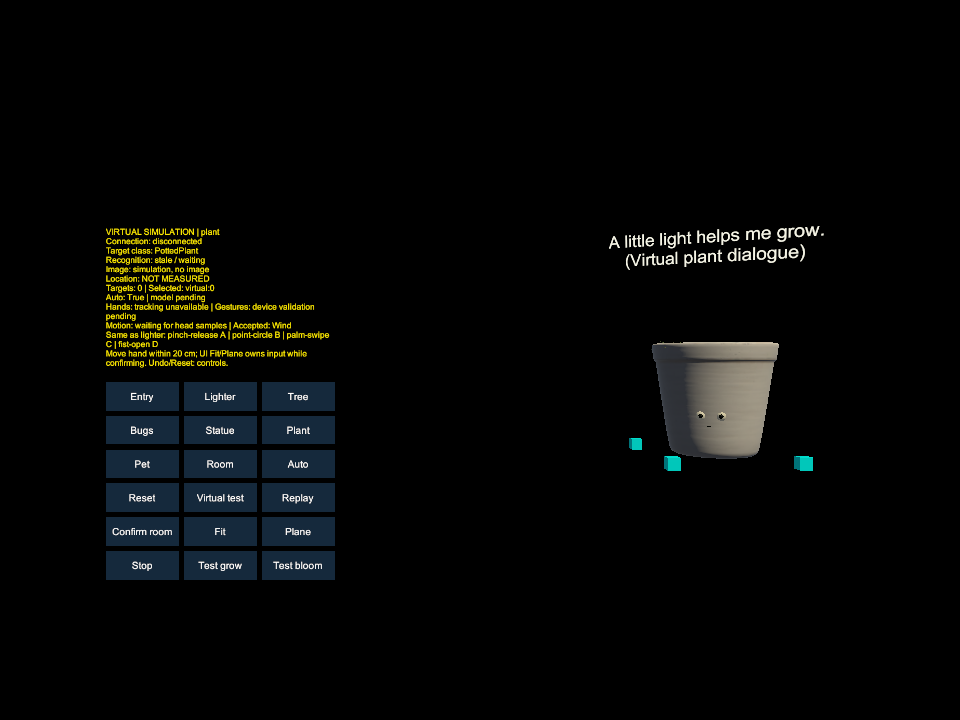 VIRTUAL SIMULATION | plant
Connection: disconnected
Target class: PottedPlant
Recognition: stale / waiting
Image: simulation, no image
Location: NOT MEASURED
Targets: 0 | Selected: virtual:0
Auto: True | model pending
Hands: tracking unavailable | Gestures: device validation
pending
Motion: waiting for head samples | Accepted: Wind
Same as lighter: pinch-release A | point-circle B | palm-swipe
C | fist-open D
Move hand within 20 cm; UI Fit/Plane owns input while
confirming. Undo/Reset: controls.
Entry
Lighter
Tree
Bugs
Statue
Plant
Pet
Room
Auto
Reset
Virtual test
Replay
Confirm room
Fit
Plane
Stop
Test grow
Test bloom
A little light helps me grow.
(Virtual plant dialogue)